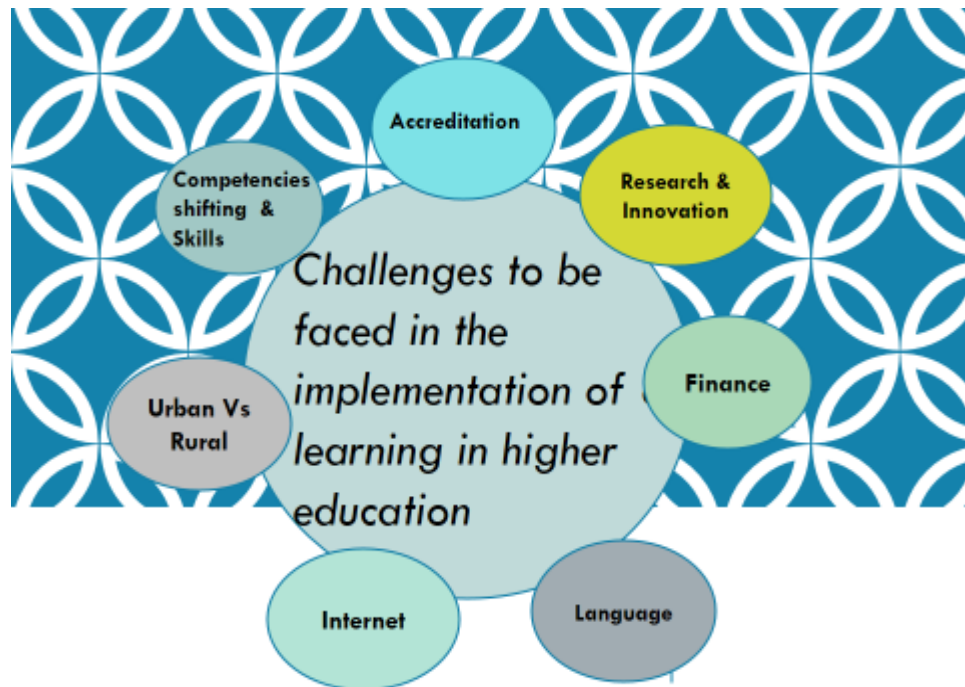 Accreditation
Research &
Innovation
Competencies
shifting &
Skills
Challenges to be
faced in the
implementation of
learning in higher
education
Finance
Urban Vs
Rural
Internet
Language